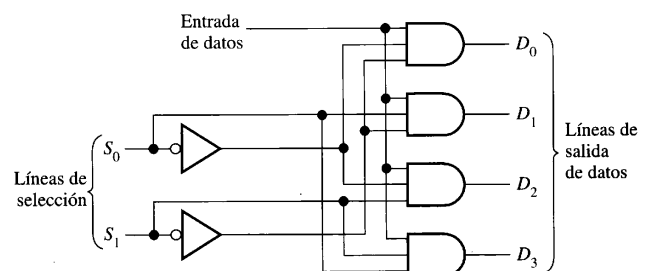 Entrada
de datos
D₀
D₁
Líneas de
salida
de datos
S₀
Líneas de
selección
D₂
S₁
D₃